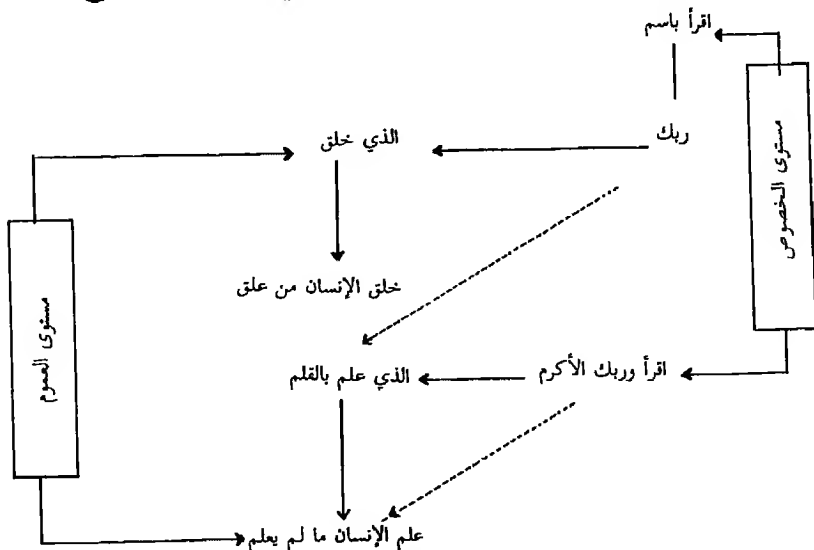 اقرأ باسم
ربك
الذي خلق
مستوى الخصوص
خلق الإنسان من علق
مستوى العموم
اقرأ وربك الأكرم
الذي علم بالقلم
علم الإنسان ما لم يعلم